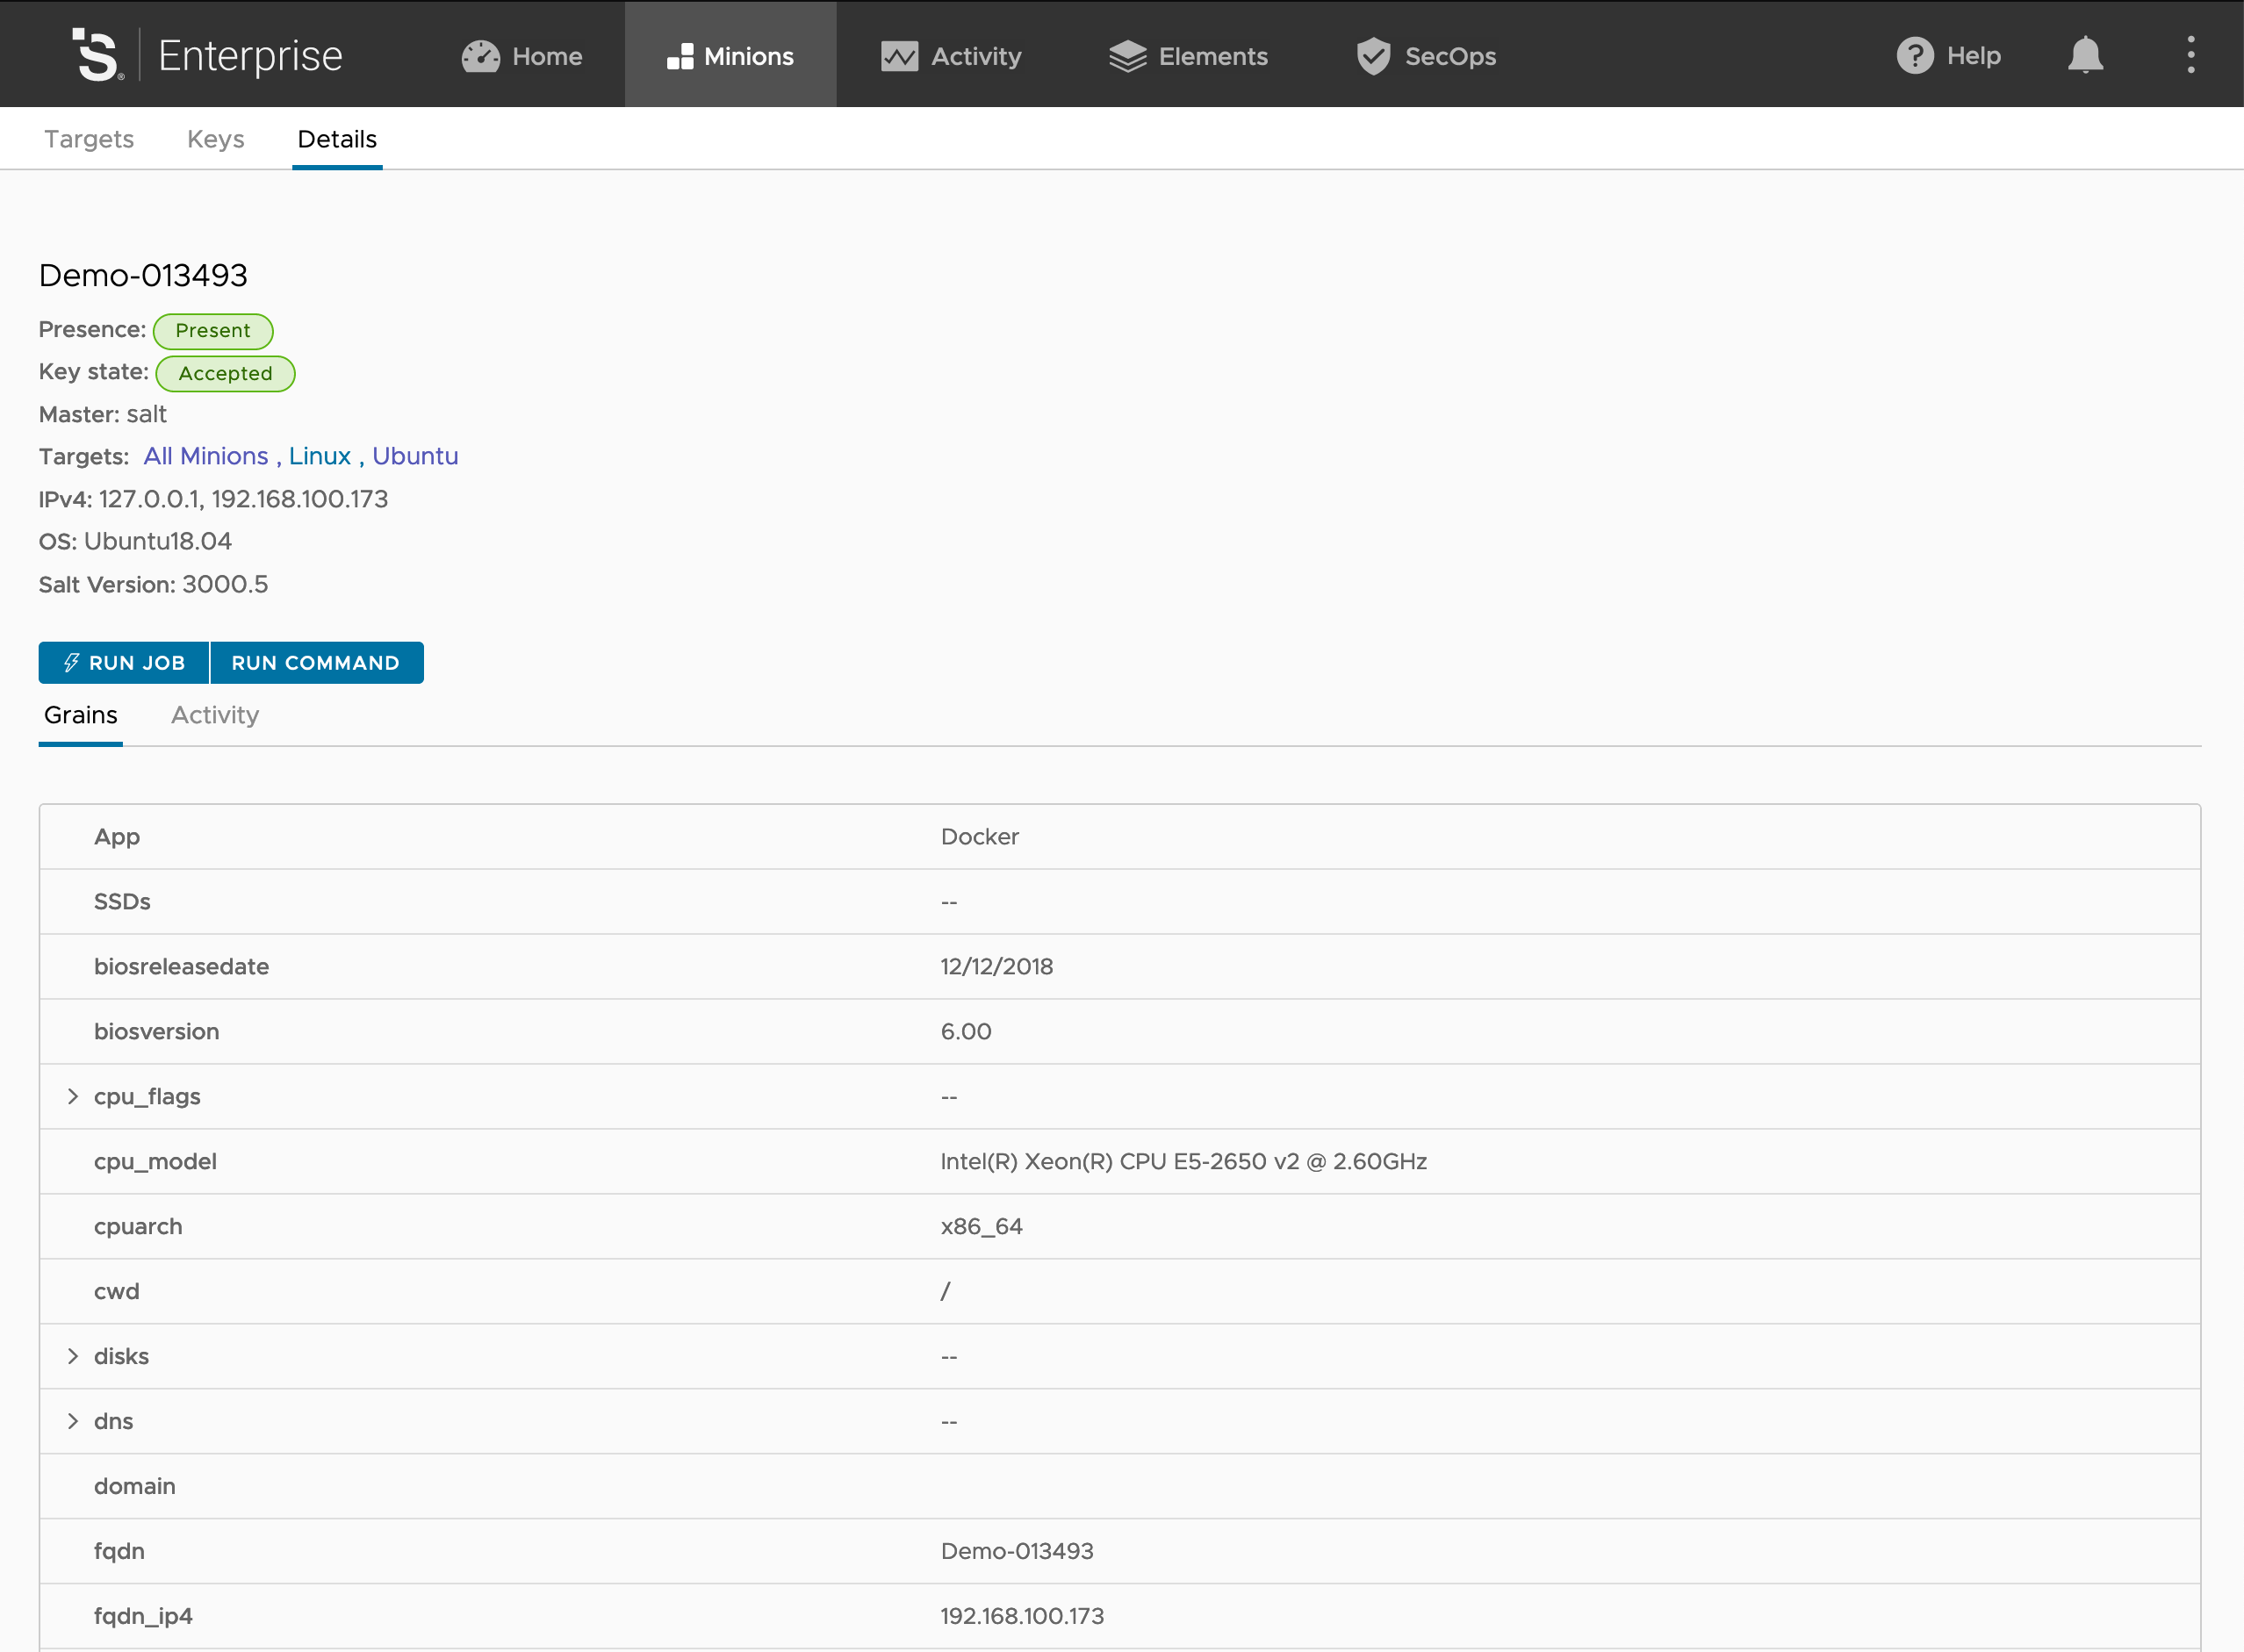 S Enterprise Home Minions Activity Elements SecOps Help
Targets Keys Details
Demo-013493
Presence: Present
Key state: Accepted
Master: salt
Targets: All Minions , Linux , Ubuntu
IPv4: 127.0.0.1, 192.168.100.173
OS: Ubuntu18.04
Salt Version: 3000.5
RUN JOB RUN COMMAND
Grains Activity
App Docker
SSDs --
biosreleasedate 12/12/2018
biosversion 6.00
cpu_flags --
cpu_model Intel(R) Xeon(R) CPU E5-2650 v2 @ 2.60GHz
cpuarch x86_64
cwd /
disks --
dns --
domain
fqdn Demo-013493
fqdn_ip4 192.168.100.173